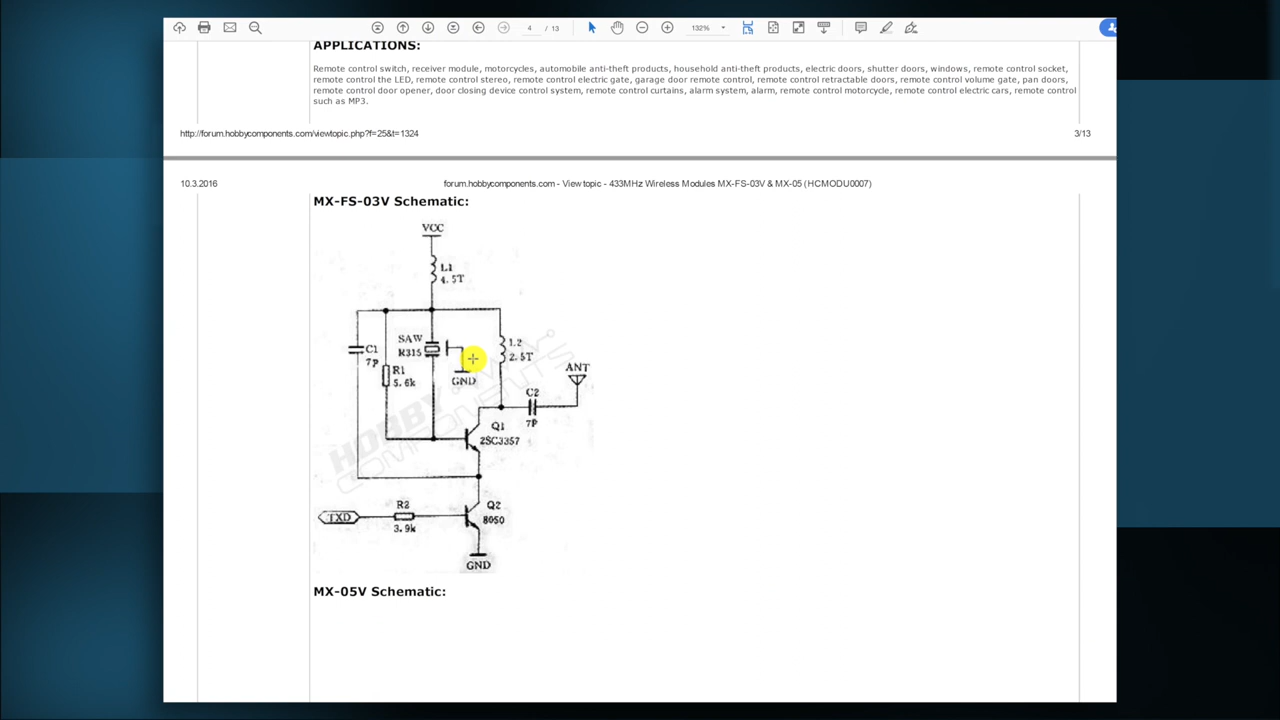 4 / 13
132%
APPLICATIONS:
Remote control switch, receiver module, motorcycles, automobile anti-theft products, household anti-theft products, electric doors, shutter doors, windows, remote control socket,
remote control the LED, remote control stereo, remote control electric gate, garage door remote control, remote control retractable doors, remote control volume gate, pan doors,
remote control door opener, door closing device control system, remote control curtains, alarm system, alarm, remote control motorcycle, remote control electric cars, remote control
such as MP3.
http://forum.hobbycomponents.com/viewtopic.php?f=25&t=1324
3/13
10.3.2016
forum.hobbycomponents.com - View topic - 433MHz Wireless Modules MX-FS-03V & MX-05 (HCMODU0007)
MX-FS-03V Schematic:
VCC
L1
4.5T
SAW
R315
C1
7P
R1
5.6k
GND
L2
2.5T
ANT
C2
7P
Q1
2SC3357
HOBBY
COMPONENTS
TXD
R2
3.9k
Q2
8050
GND
MX-05V Schematic: